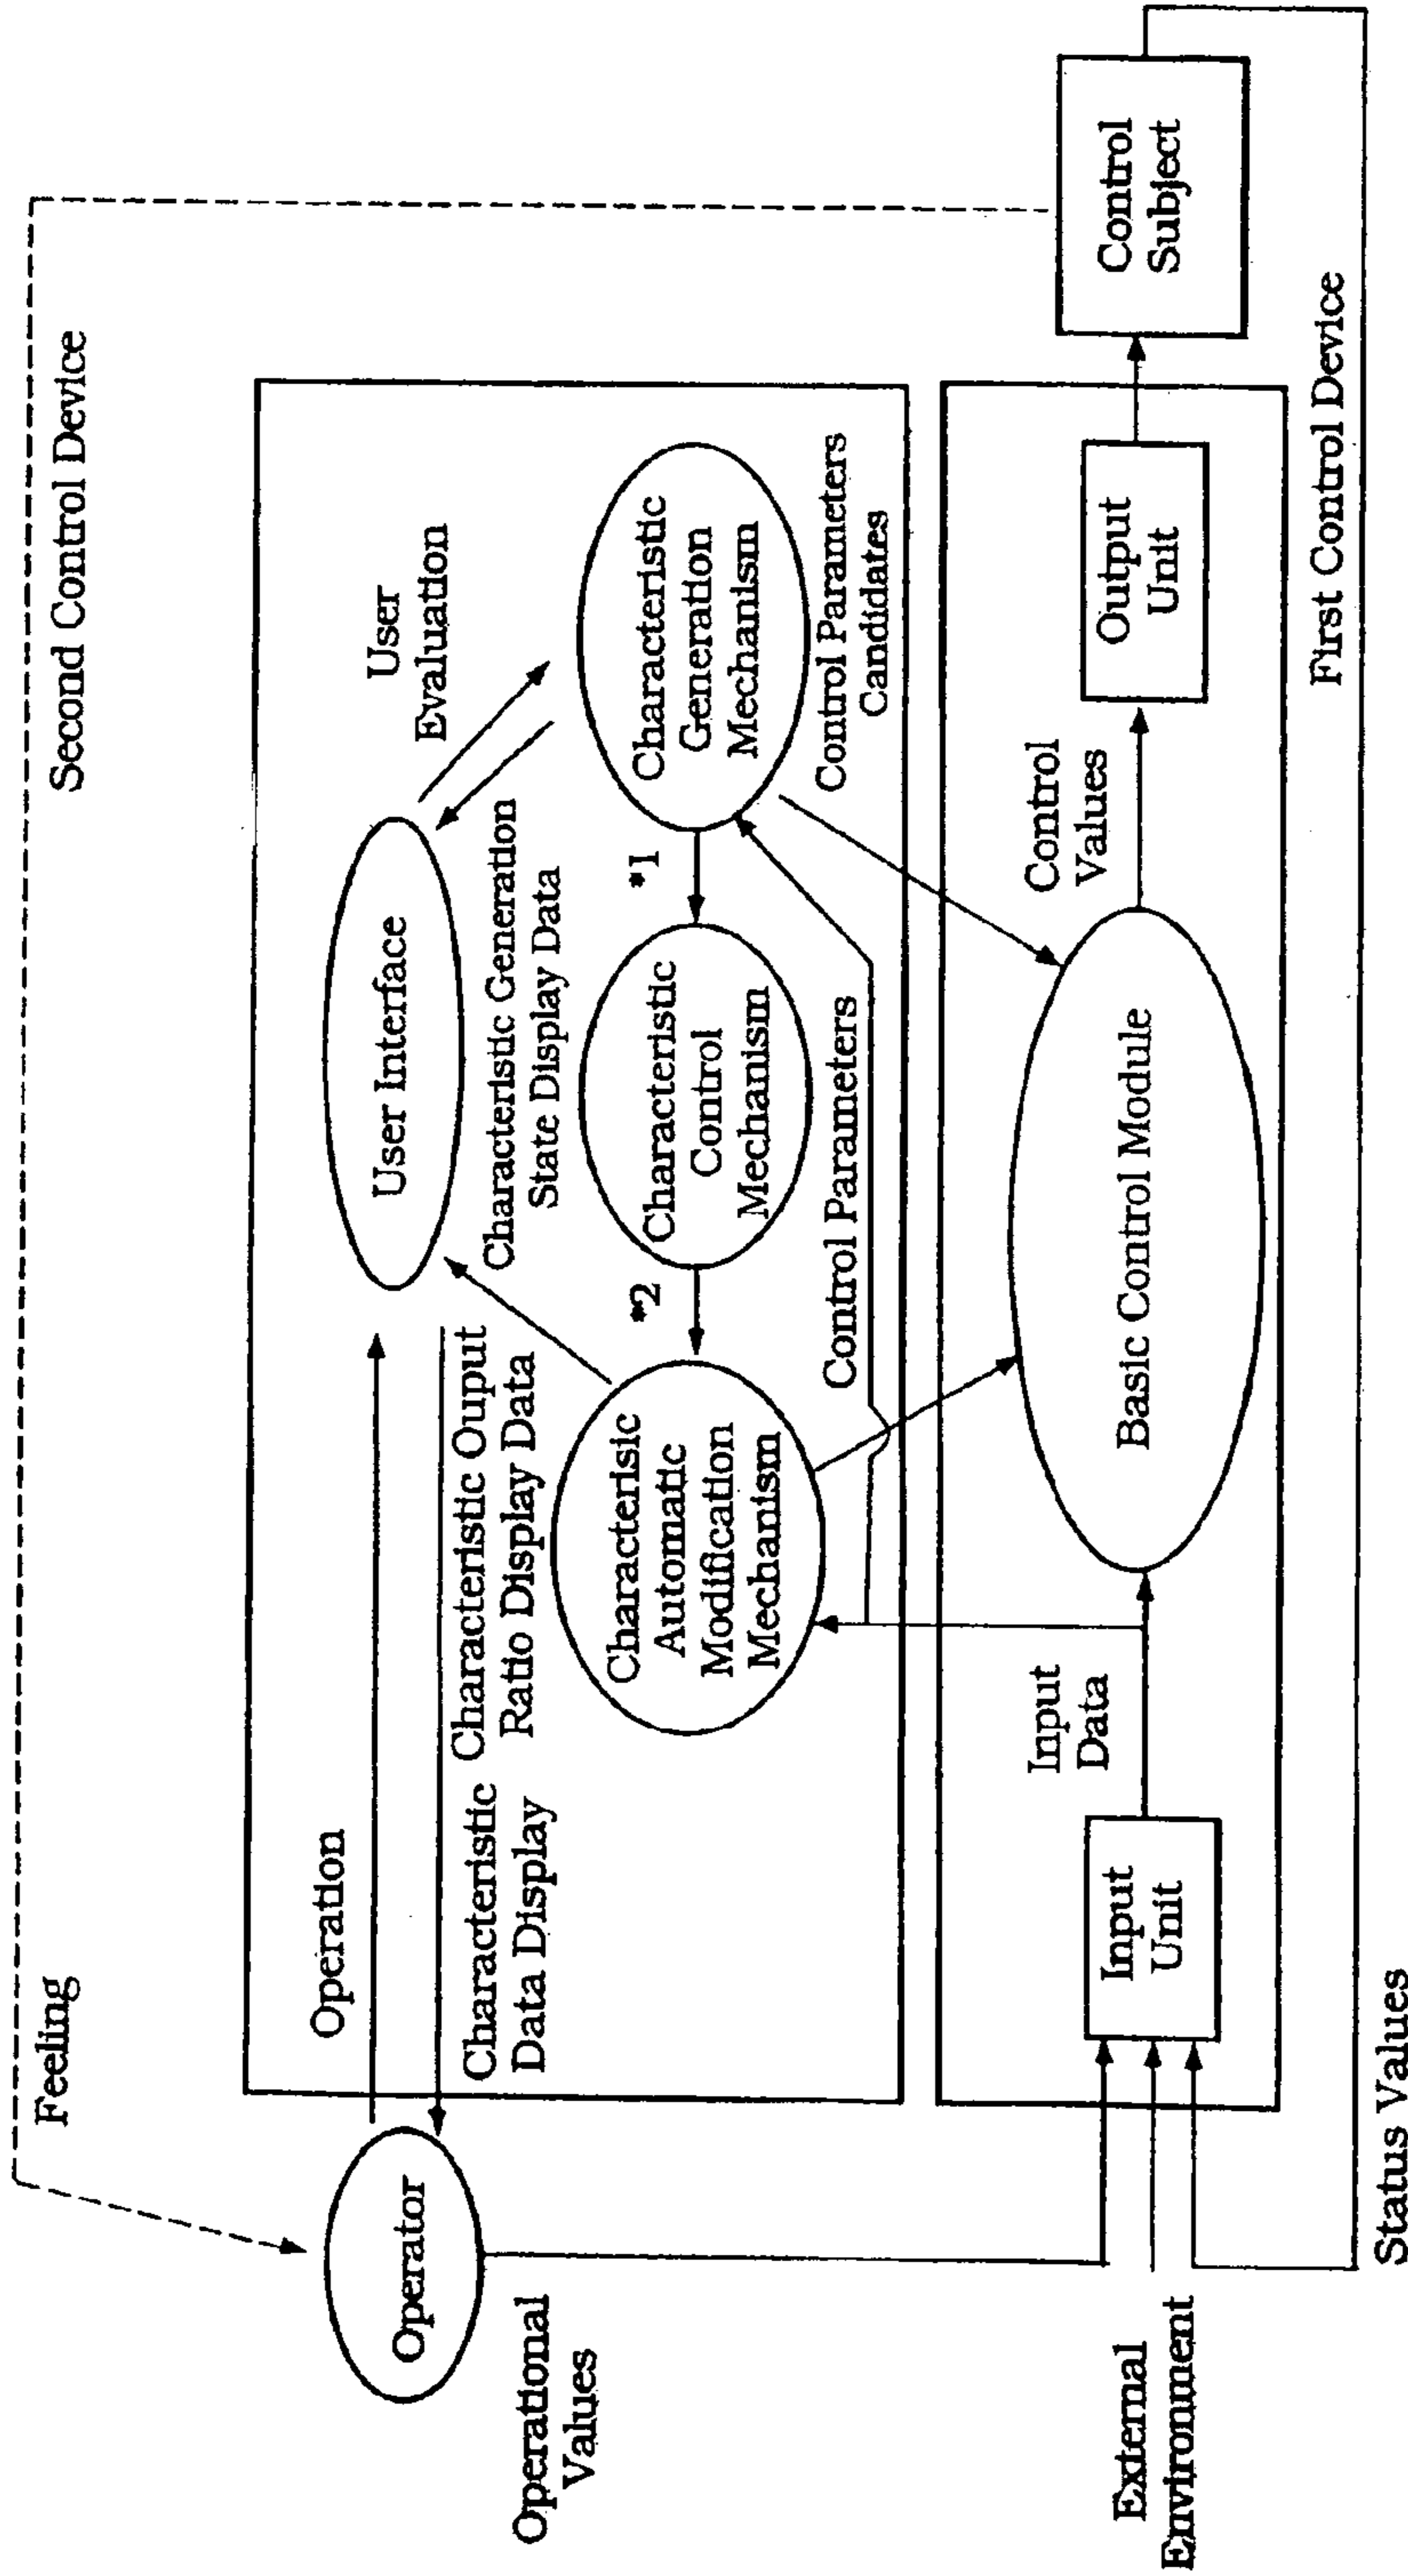 Feeling
Second Control Device
Operation
User
Evaluation
User Interface
Operator
Characteristic
Data Display
Characteristic Ouput
Ratio Display Data
Characteristic Generation
State Display Data
Operational
Values
Characterisic
Automatic
Modification
Mechanism
*2
Characteristic
Control
Mechanism
*1
Characteristic
Generation
Mechanism
Control Parameters
Control Parameters
Candidates
External
Environment
Input
Unit
Input
Data
Basic Control Module
Control
Values
Output
Unit
Control
Subject
First Control Device
Status Values